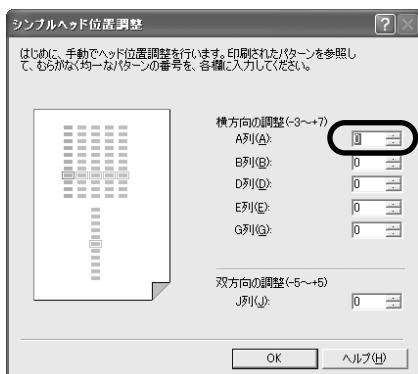 シンプルヘッド位置調整
はじめに、手動でヘッド位置調整を行います。印刷されたパターンを参照し
て、むらがなく均一なパターンの番号を、各欄に入力してください。
横方向の調整(-3～+7)
A列(A): 0
B列(B): 0
D列(D): 0
E列(E): 0
G列(G): 0
双方向の調整(-5～+5)
J列(J): 0
OK ヘルプ(H)